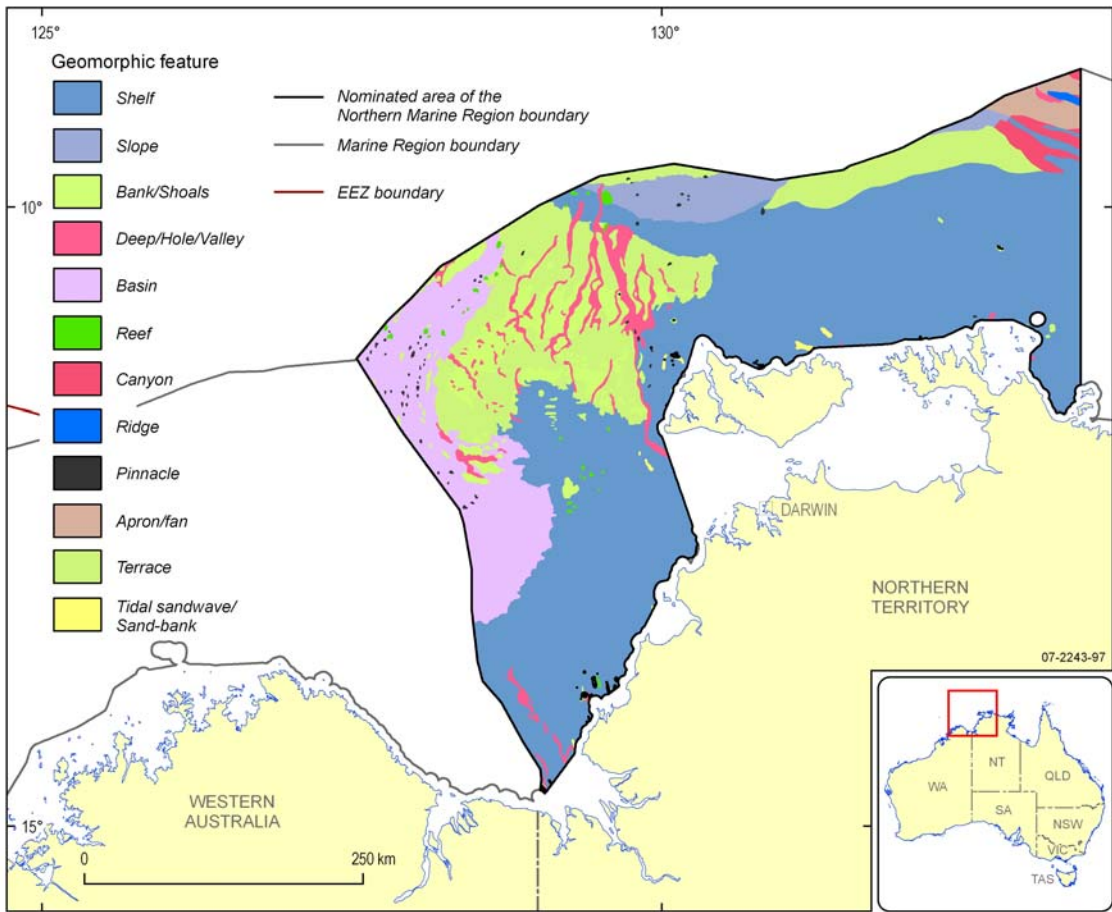 125°
130°
Geomorphic feature
Shelf
Slope
Bank/Shoals
Deep/Hole/Valley
Basin
Reef
Canyon
Ridge
Pinnacle
Apron/fan
Terrace
Tidal sandwave/
Sand-bank
Nominated area of the
Northern Marine Region boundary
Marine Region boundary
EEZ boundary
10°
DARWIN
NORTHERN
TERRITORY
07-2243-97
WESTERN
AUSTRALIA
15°
0
250 km
NT
QLD
WA
SA
NSW
VIC
TAS